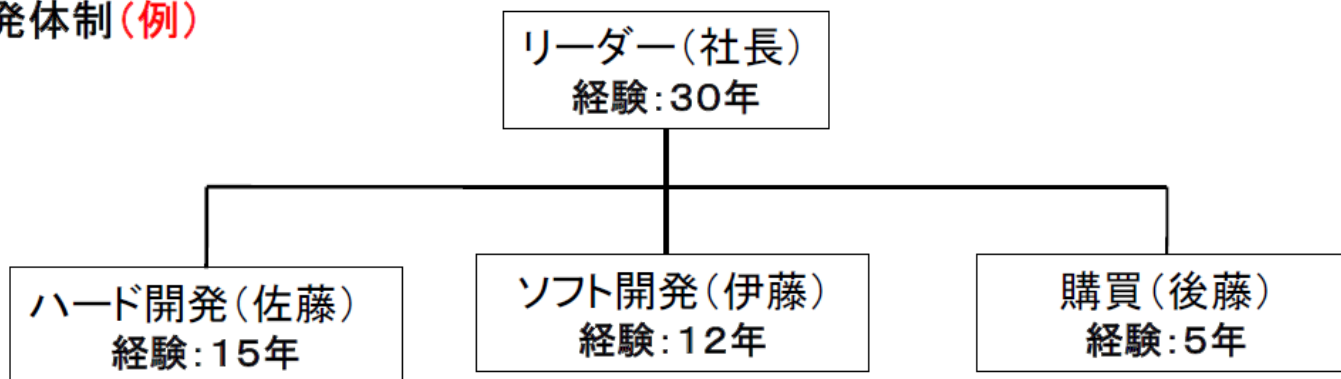 発体制(例)
リーダー(社長)
経験:30年
ハード開発(佐藤)
経験:15年
ソフト開発(伊藤)
経験:12年
購買(後藤)
経験:5年